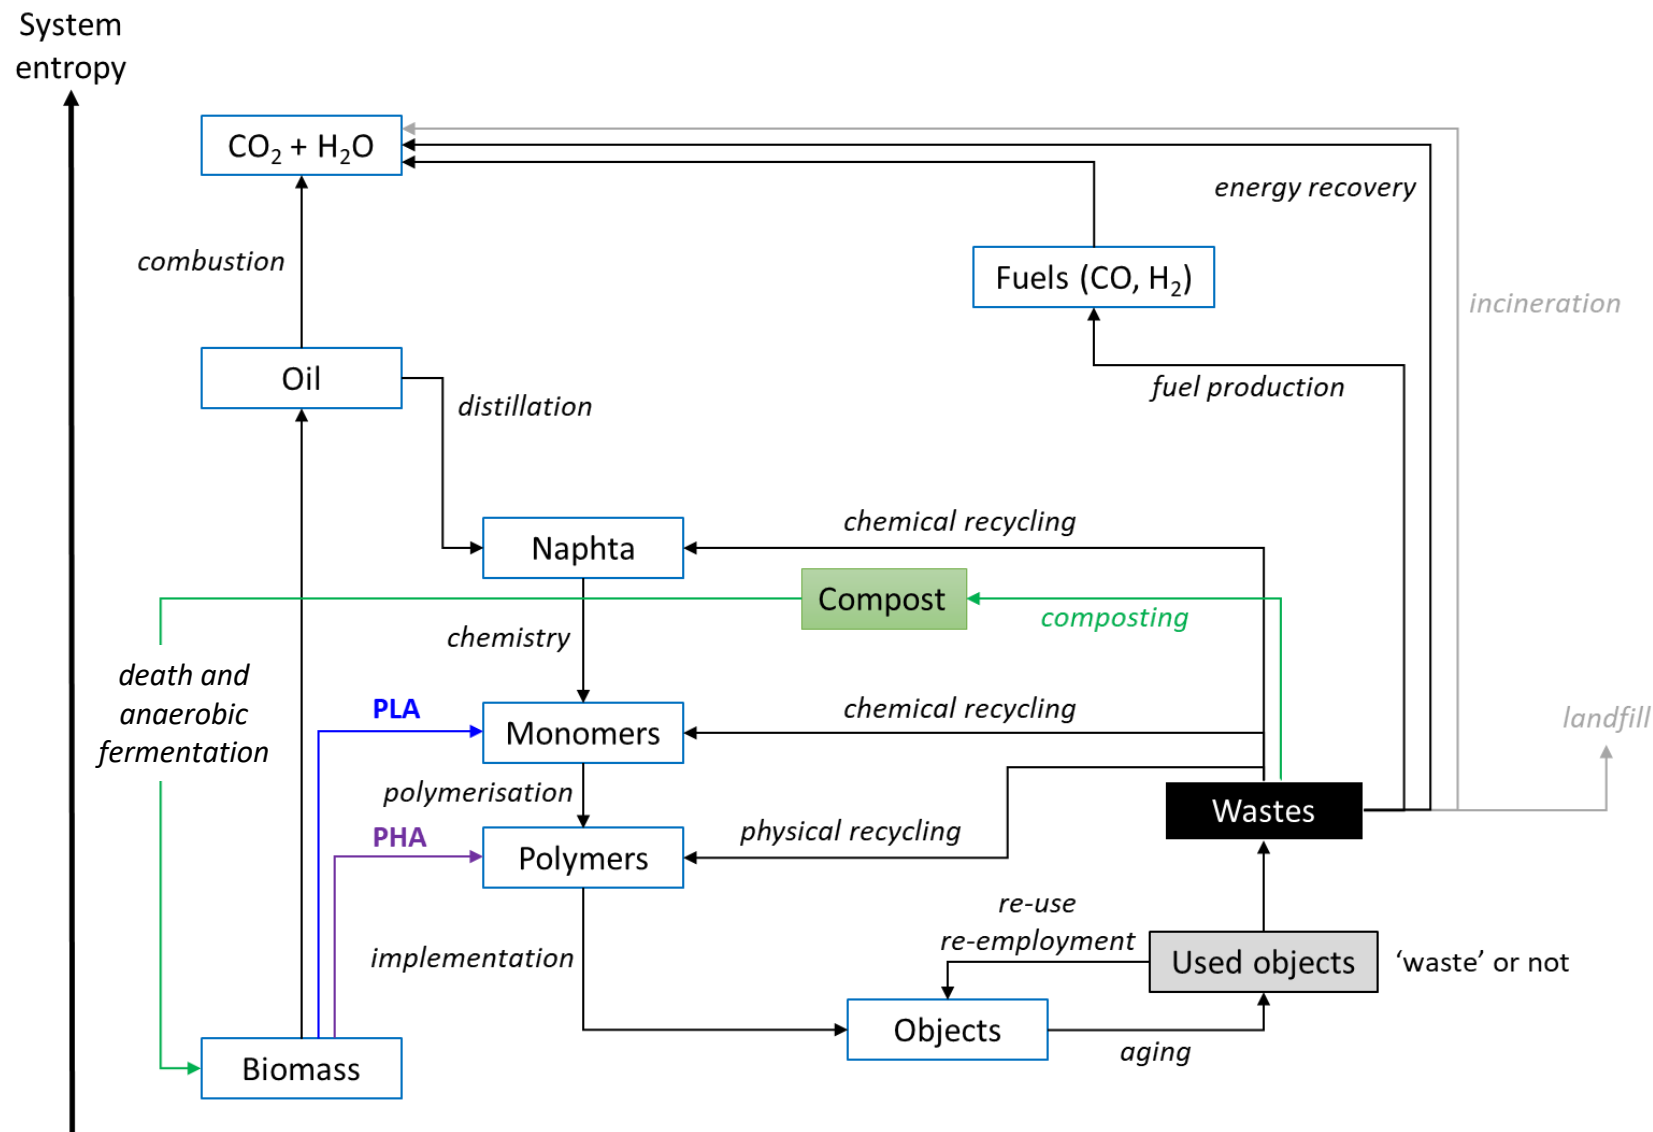 System
entropy
CO₂ + H₂O
energy recovery
combustion
Fuels (CO, H₂)
incineration
Oil
fuel production
distillation
chemical recycling
Naphta
Compost
composting
chemistry
death and
anaerobic
fermentation
PLA
chemical recycling
landfill
Monomers
polymerisation
Wastes
PHA
physical recycling
Polymers
re-use
re-employment
implementation
Used objects
‘waste’ or not
Objects
aging
Biomass